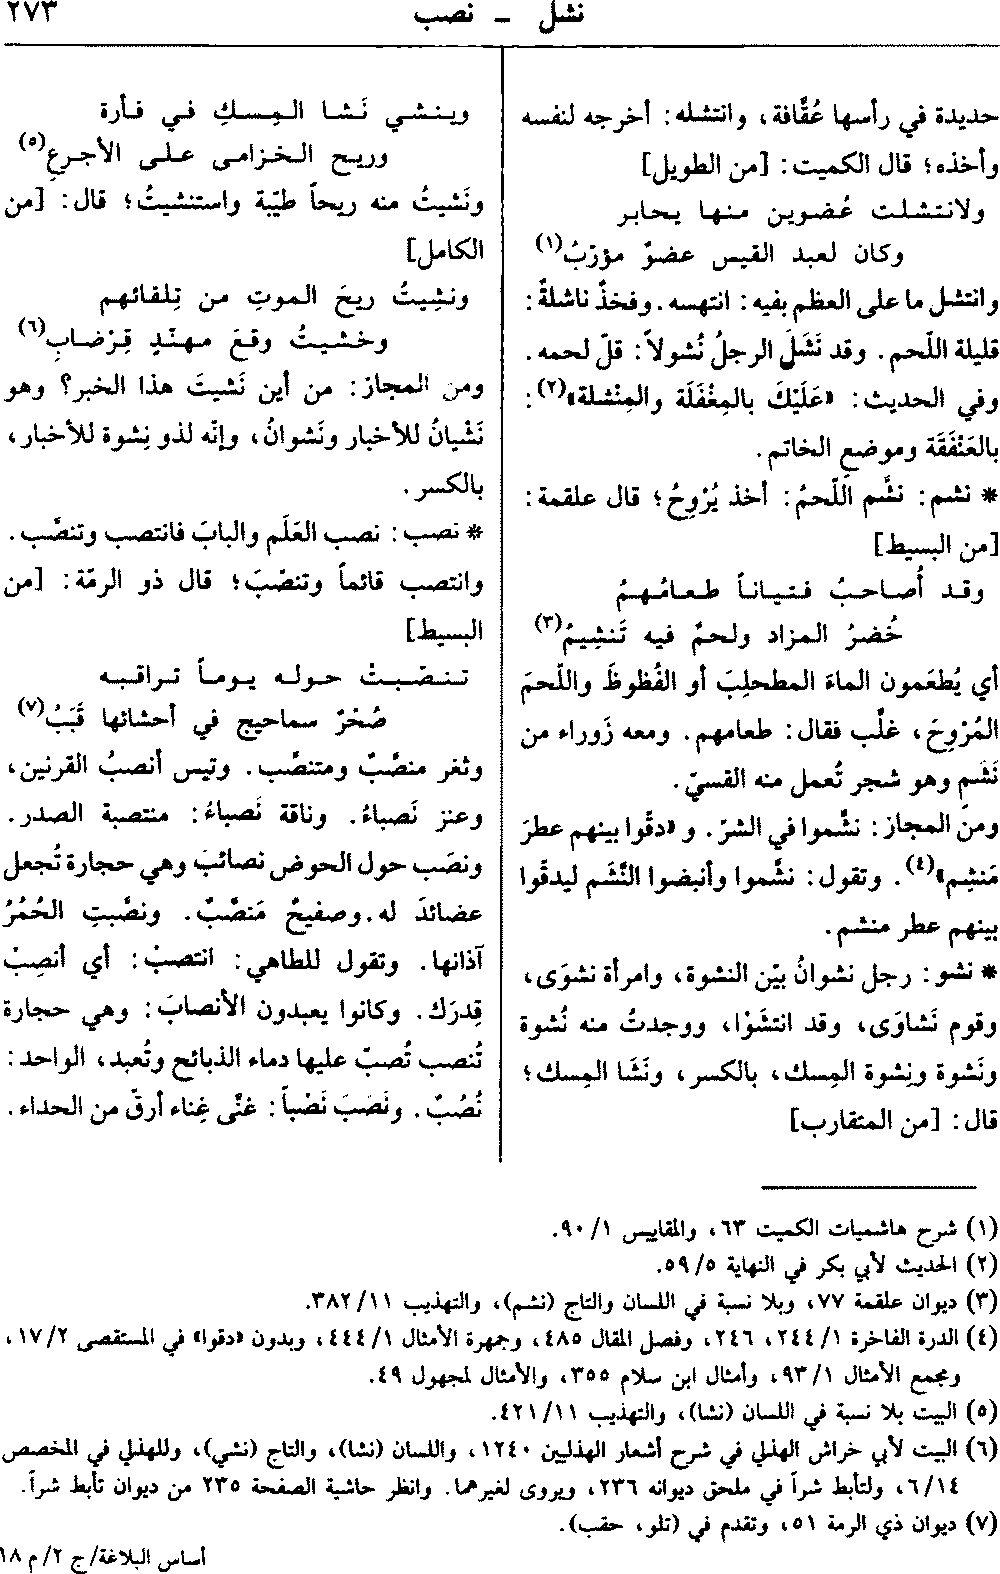 نشل - نصب
٢٧٣
حديدة في رأسها عُقَّافة، وانتشله: أخرجه لنفسه
وأخذه؛ قال الكميت: [من الطويل]
ولانتشلت عُضوين منها يحابر
وكان لعبد القيس عضوٌ مؤرّبُ(١)
وانتشل ما على العظم بفيه: انتهسه. وفخذٌ ناشلةٌ:
قليلة اللّحم. وقد نَشَلَ الرجلُ نُشولاً: قلّ لحمه.
وفي الحديث: «عَلَيْكَ بالمِغْفَلَة والمِنْشلة»(٢):
بالعَنْفَقَة وموضعِ الخاتم.
* نشم: نشَّم اللّحمُ: أخذ يُرْوِحُ؛ قال علقمة:
[من البسيط]
وقد أُصاحبُ فتياناً طعامُهمُ
خُضرُ المزاد ولحمٌ فيه تَنشِيمُ(٣)
أي يُطعَمون الماءَ المطحلِبَ أو الفُظوظَ واللّحمَ
المُرْوِحَ، غلَّب فقال: طعامهم. ومعه زَوراء من
نَشَمٍ وهو شجر تُعمل منه القسيّ.
ومن المجاز: نشَّموا في الشرّ. و «دقّوا بينهم عطرَ
مَنشِم»(٤). وتقول: نشَّموا وأنبضوا النَّشَم ليدقّوا
بينهم عطر منشم.
* نشو: رجل نشوانُ بيّن النشوة، وامرأة نشوَى،
وقوم نَشاوَى، وقد انتشَوْا، ووجدتُ منه نُشوة
ونَشوة ونِشوة المِسك، بالكسر، ونَشَا المِسك؛
قال: [من المتقارب]
وينشي نَشا المِسكِ في فأرة
وريح الخزامى على الأجرعِ(٥)
ونَشيتُ منه ريحاً طيّبة واستنشيتُ؛ قال: [من
الكامل]
ونشِيتُ ريحَ الموتِ من تِلقائهم
وخشيتُ وقعَ مهنّدٍ قِرْضابِ(٦)
ومن المجاز: من أين نَشيتَ هذا الخبر؟ وهو
نَشْيانُ للأخبار ونَشوانُ، وإنّه لذو نِشوة للأخبار،
بالكسر.
* نصب: نصب العَلَم والبابَ فانتصب وتنصَّب.
وانتصب قائماً وتنصّبَ؛ قال ذو الرمّة: [من
البسيط]
تنصّبتْ حوله يوماً تراقبه
صُحْرٌ سماحيج في أحشائها قَبَبُ(٧)
وثغر منصَّبٌ ومتنصَّب. وتيس أنصبُ القرنين،
وعنز نَصباءُ. وناقة نَصباءُ: منتصبة الصدر.
ونصَب حول الحوض نصائبَ وهي حجارة تُجعل
عضائدَ له. وصفيحٌ مَنصَّبٌ. ونصَّبتِ الحُمُرُ
آذانها. وتقول للطاهي: انتصبْ: أي أنصِبْ
قِدرَك. وكانوا يعبدون الأنصابَ: وهي حجارة
تُنصب تُصبّ عليها دماء الذبائح وتُعبد، الواحد:
نُصُبٌ. ونَصَبَ نَصْباً: غنَّى غِناء أرقّ من الحداء.
(١) شرح هاشميات الكميت ٦٣، والمقاييس ٩٠/١.
(٢) الحديث لأبي بكر في النهاية ٥٩/٥.
(٣) ديوان علقمة ٧٧، وبلا نسبة في اللسان والتاج (نشم)، والتهذيب ٣٨٢/١١.
(٤) الدرة الفاخرة ٢٤٤/١، ٢٤٦، وفصل المقال ٤٨٥، وجمهرة الأمثال ٤٤٤/١، وبدون «دقوا» في المستقصى ١٧/٢،
ومجمع الأمثال ٩٣/١، وأمثال ابن سلام ٣٥٥، والأمثال لمجهول ٤٩.
(٥) البيت بلا نسبة في اللسان (نشا)، والتهذيب ٤٢١/١١.
(٦) البيت لأبي خراش الهذلي في شرح أشعار الهذليين ١٢٤٠، واللسان (نشا)، والتاج (نشي)، وللهذلي في المخصص
٦/١٤، ولتأبط شراً في ملحق ديوانه ٢٣٦، ويروى لغيرهما. وانظر حاشية الصفحة ٢٣٥ من ديوان تأبط شراً.
(٧) ديوان ذي الرمة ٥١، وتقدم في (تلو، حقب).
أساس البلاغة/ج ٢/م ١٨